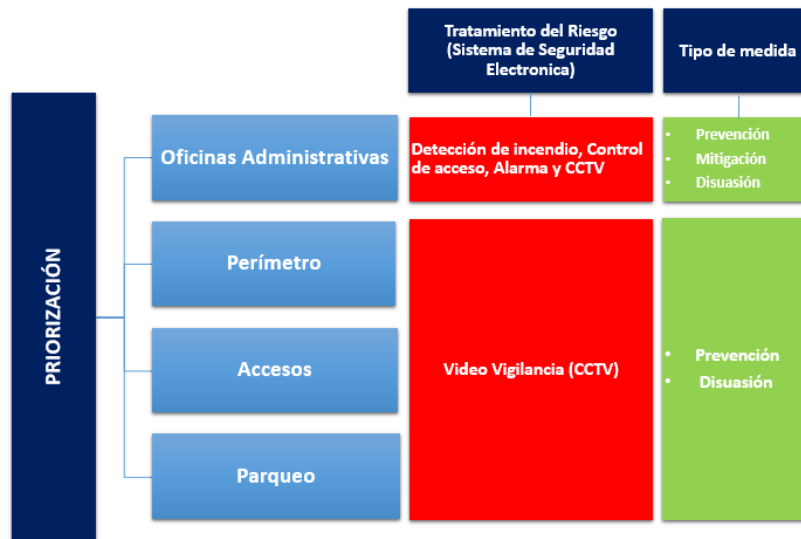 Tratamiento del Riesgo
(Sistema de Seguridad
Electronica)
Tipo de medida
PRIORIZACIÓN
Oficinas Administrativas
Detección de incendio, Control
de acceso, Alarma y CCTV
• Prevención
• Mitigación
• Disuasión
Perímetro
Accesos
Parqueo
Video Vigilancia (CCTV)
• Prevención
• Disuasión